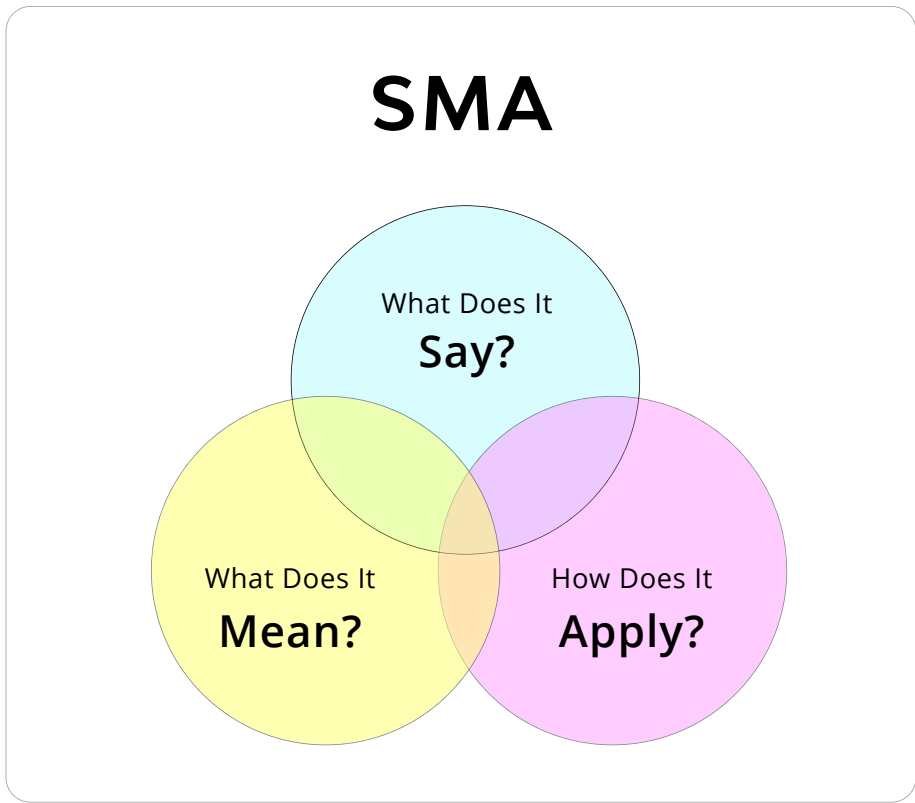 SMA
What Does It
Say?
What Does It
Mean?
How Does It
Apply?